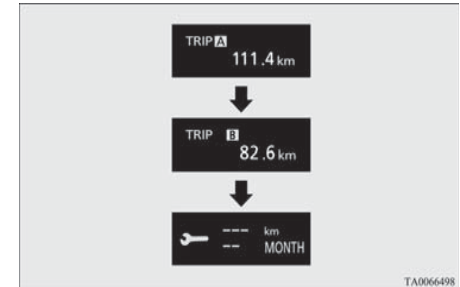 TRIP A
111.4 km
TRIP B
82.6 km
--- km
-- MONTH
TA0066498